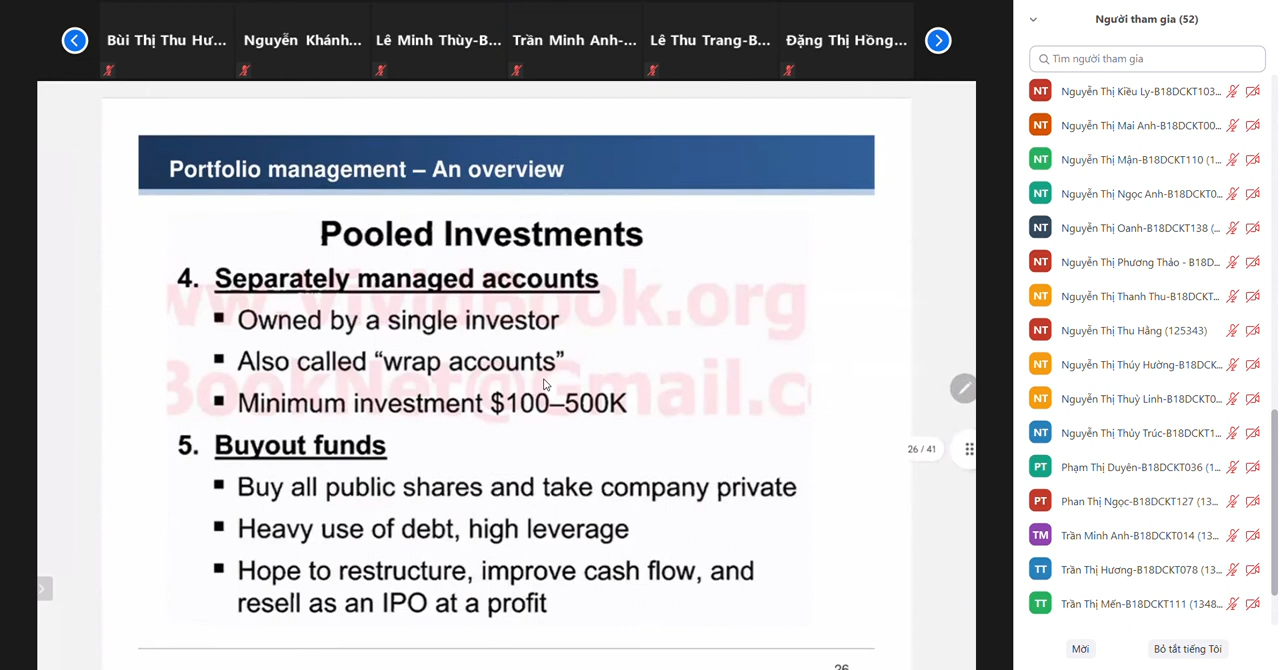 Bùi Thị Thu Hư...
Nguyễn Khánh...
Lê Minh Thùy-B...
Trần Minh Anh-...
Lê Thu Trang-B...
Đặng Thị Hồng...
Portfolio management – An overview
Pooled Investments
4. Separately managed accounts
Owned by a single investor
Also called “wrap accounts”
Minimum investment $100–500K
5. Buyout funds
Buy all public shares and take company private
Heavy use of debt, high leverage
Hope to restructure, improve cash flow, and
resell as an IPO at a profit
26
www.VividBook.org
BookNet@Gmail.c
26 / 41
Người tham gia (52)
Tìm người tham gia
NT Nguyễn Thị Kiều Ly-B18DCKT103...
NT Nguyễn Thị Mai Anh-B18DCKT00...
NT Nguyễn Thị Mận-B18DCKT110 (1...
NT Nguyễn Thị Ngọc Anh-B18DCKT0...
NT Nguyễn Thị Oanh-B18DCKT138 (...
NT Nguyễn Thị Phương Thảo - B18D...
NT Nguyễn Thị Thanh Thu-B18DCKT...
NT Nguyễn Thị Thu Hằng (125343)
NT Nguyễn Thị Thúy Hường-B18DCK...
NT Nguyễn Thị Thuỳ Linh-B18DCKT0...
NT Nguyễn Thị Thủy Trúc-B18DCKT1...
PT Phạm Thị Duyên-B18DCKT036 (1...
PT Phan Thị Ngọc-B18DCKT127 (13...
TM Trần Minh Anh-B18DCKT014 (13...
TT Trần Thị Hương-B18DCKT078 (13...
TT Trần Thị Mến-B18DCKT111 (1348...
Mời
Bỏ tắt tiếng Tôi